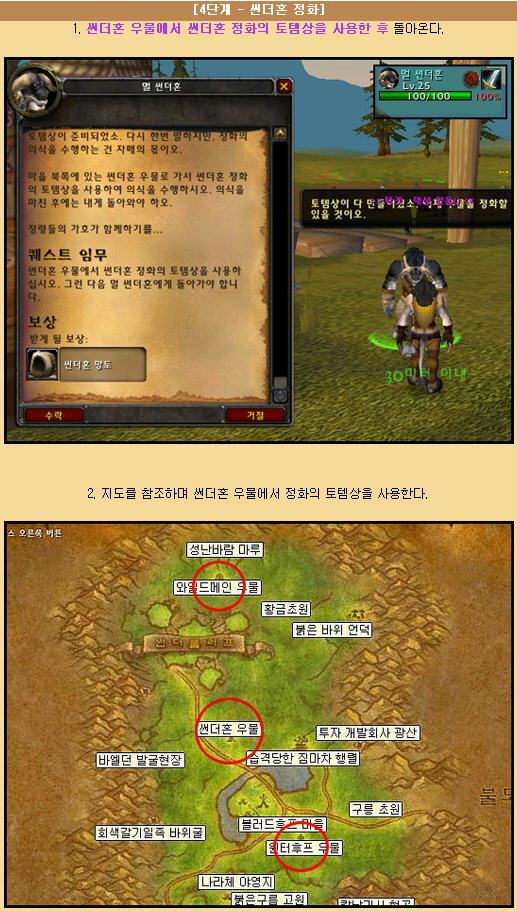 [4단계 - 썬더혼 정화]
1. 썬더혼 우물에서 썬더혼 정화의 토템상을 사용한 후 돌아온다.
멀 썬더혼
토템상이 준비되었소. 다시 한번 말하지만, 정화의
의식을 수행하는 건 자매의 몫이오.
마을 북쪽에 있는 썬더혼 우물로 가서 썬더혼 정화
의 토템상을 사용하여 의식을 수행하시오. 의식을
마친 후에는 내게 돌아와야 하오.
정령들의 가호가 함께하기를...
퀘스트 임무
썬더혼 우물에서 썬더혼 정화의 토템상을 사용하
십시오. 그런 다음 멀 썬더혼에게 돌아가야 합니
다.
보상
받게 될 보상:
썬더혼 망토
수락
거절
멀 썬더혼
Lv.25
100/100
100%
토템상이 다 만들어졌소. 우물을 정화할
있을 것이오.
30미터 이내
2. 지도를 참조하며 썬더혼 우물에서 정화의 토템상을 사용한다.
스 오른쪽 버튼
성난바람 마루
와일드메인 우물
황금초원
붉은 바위 언덕
썬더블러프
썬더혼 우물
투자 개발회사 광산
바엘던 발굴현장
습격당한 짐마차 행렬
불모
구릉 초원
블러드후프 마을
회색갈기일족 바위굴
윈터후프 우물
나라체 야영지
붉은구름 고원